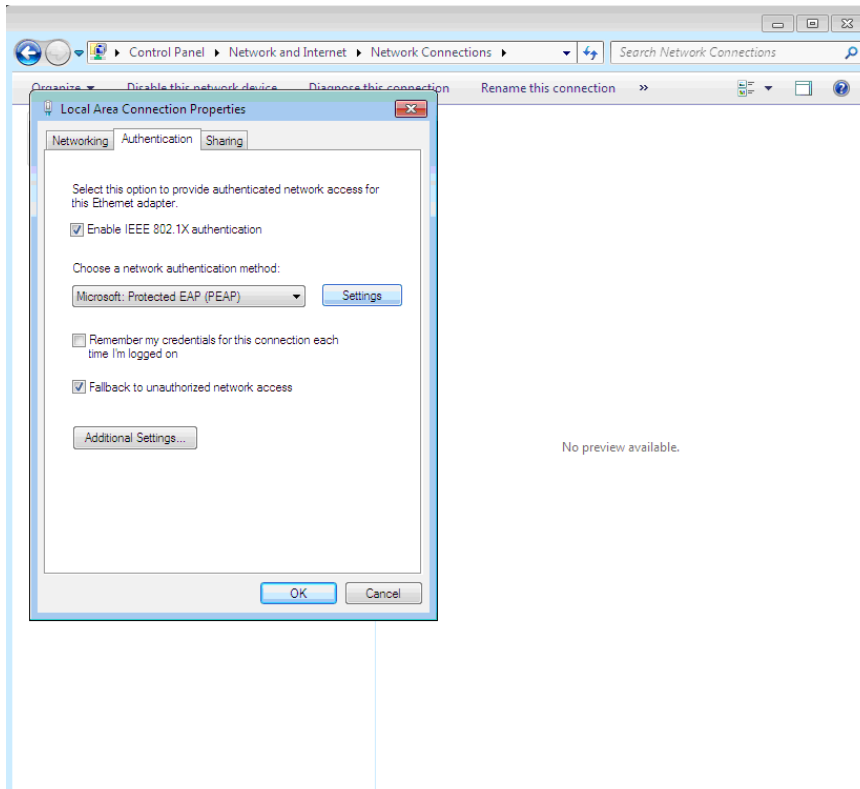 Control Panel Network and Internet Network Connections Search Network Connections
Organize Disable this network device Diagnose this connection Rename this connection »
Local Area Connection Properties
Networking Authentication Sharing
Select this option to provide authenticated network access for
this Ethernet adapter.
Enable IEEE 802.1X authentication
Choose a network authentication method:
Microsoft: Protected EAP (PEAP) Settings
Remember my credentials for this connection each
time I'm logged on
Fallback to unauthorized network access
Additional Settings...
No preview available.
OK Cancel